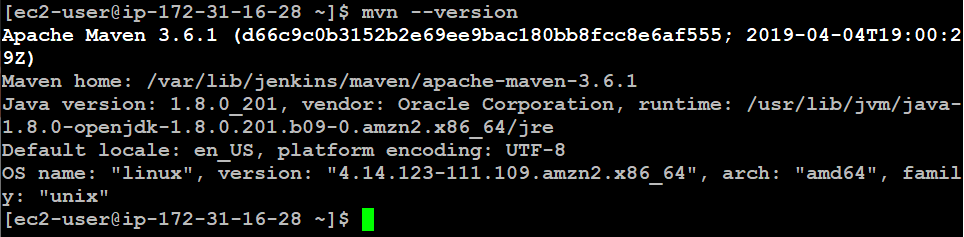 [ec2-user@ip-172-31-16-28 ~]$ mvn --version
Apache Maven 3.6.1 (d66c9c0b3152b2e69ee9bac180bb8fcc8e6af555; 2019-04-04T19:00:2
9Z)
Maven home: /var/lib/jenkins/maven/apache-maven-3.6.1
Java version: 1.8.0_201, vendor: Oracle Corporation, runtime: /usr/lib/jvm/java-
1.8.0-openjdk-1.8.0.201.b09-0.amzn2.x86_64/jre
Default locale: en_US, platform encoding: UTF-8
OS name: "linux", version: "4.14.123-111.109.amzn2.x86_64", arch: "amd64", famil
y: "unix"
[ec2-user@ip-172-31-16-28 ~]$